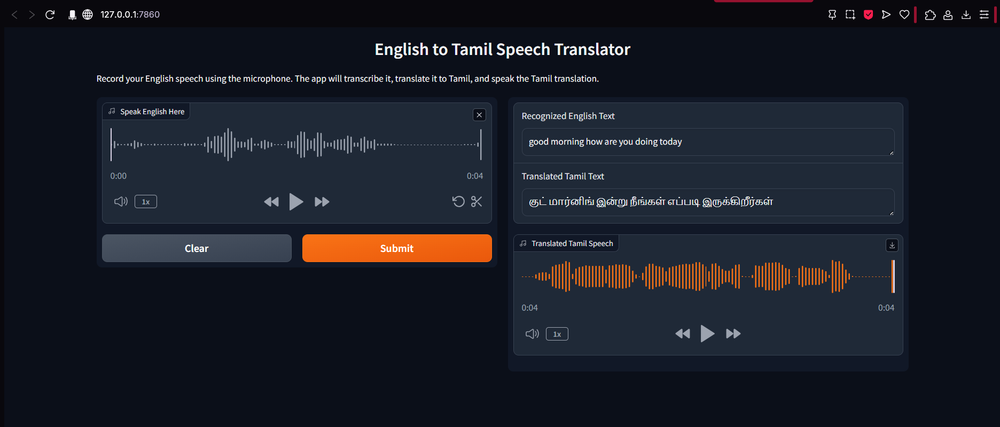 127.0.0.1:7860
English to Tamil Speech Translator
Record your English speech using the microphone. The app will transcribe it, translate it to Tamil, and speak the Tamil translation.
Speak English Here
0:00
0:04
1x
Clear
Submit
Recognized English Text
good morning how are you doing today
Translated Tamil Text
குட் மார்னிங் இன்று நீங்கள் எப்படி இருக்கிறீர்கள்
Translated Tamil Speech
0:04
0:04
1x